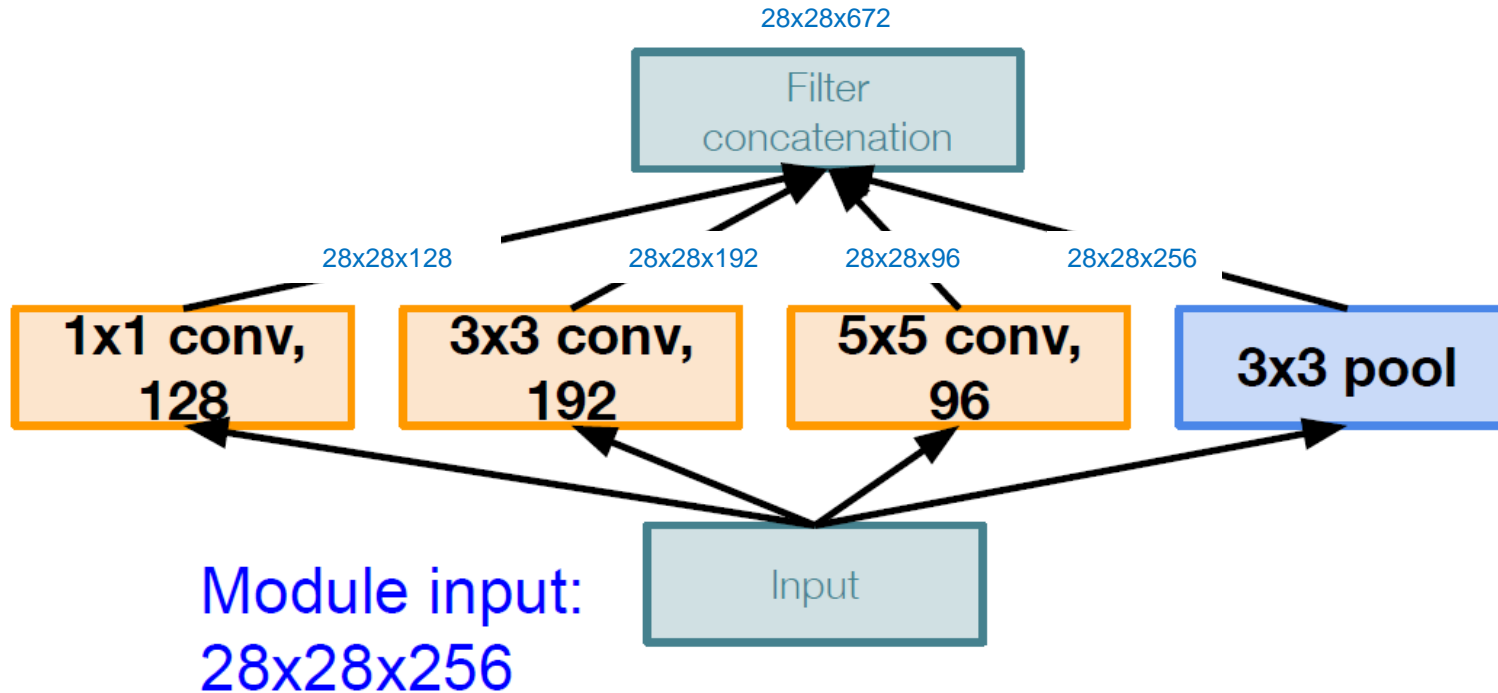 28x28x672
Filter
concatenation
28x28x128
28x28x192
28x28x96
28x28x256
1x1 conv,
128
3x3 conv,
192
5x5 conv,
96
3x3 pool
Input
Module input:
28x28x256